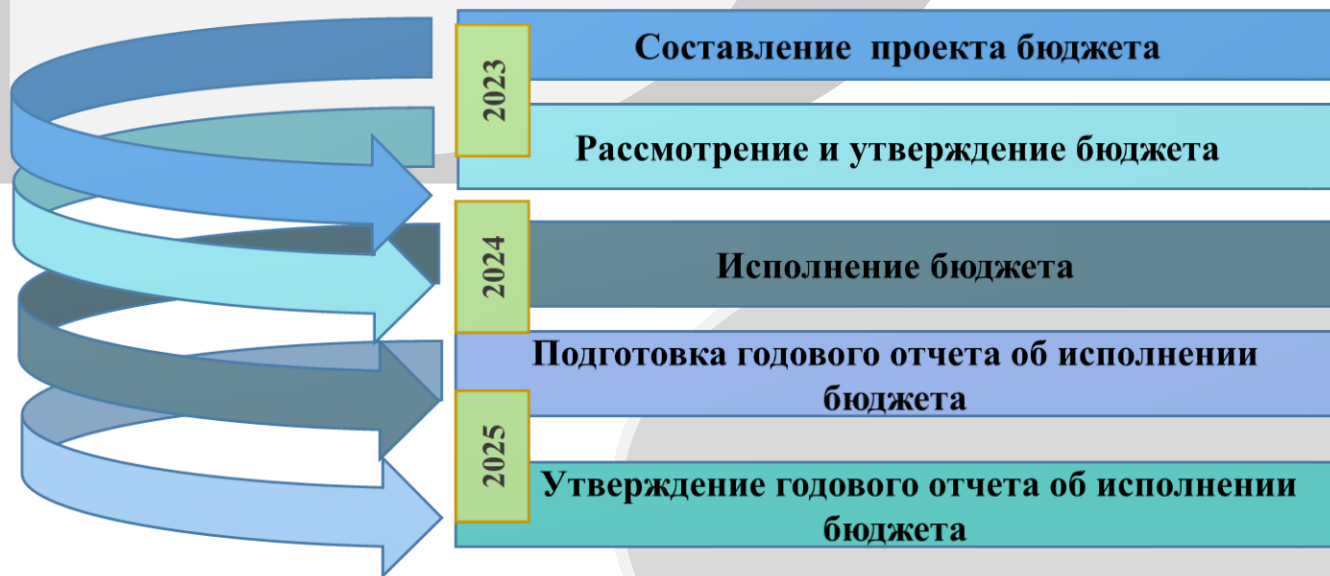 2023
Составление проекта бюджета
Рассмотрение и утверждение бюджета
2024
Исполнение бюджета
Подготовка годового отчета об исполнении
бюджета
2025
Утверждение годового отчета об исполнении
бюджета